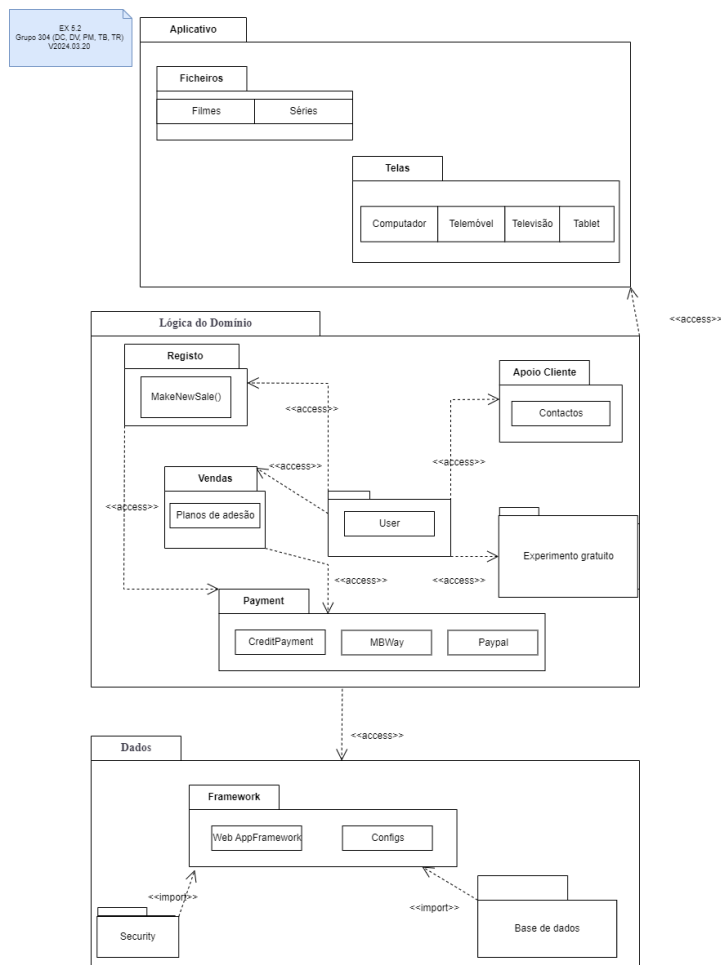 EX 5.2
Grupo 304 (DC, DV, PM, TB, TR)
V2024.03.20
Aplicativo
Ficheiros
Filmes
Séries
Telas
Computador
Telemóvel
Televisão
Tablet
<<access>>
Lógica do Domínio
Registo
MakeNewSale()
Apoio Cliente
Contactos
<<access>>
<<access>>
<<access>>
Vendas
Planos de adesão
<<access>>
User
Experimento gratuito
<<access>>
<<access>>
Payment
CreditPayment
MBWay
Paypal
<<access>>
Dados
Framework
Web AppFramework
Configs
<<import>>
<<import>>
Security
Base de dados